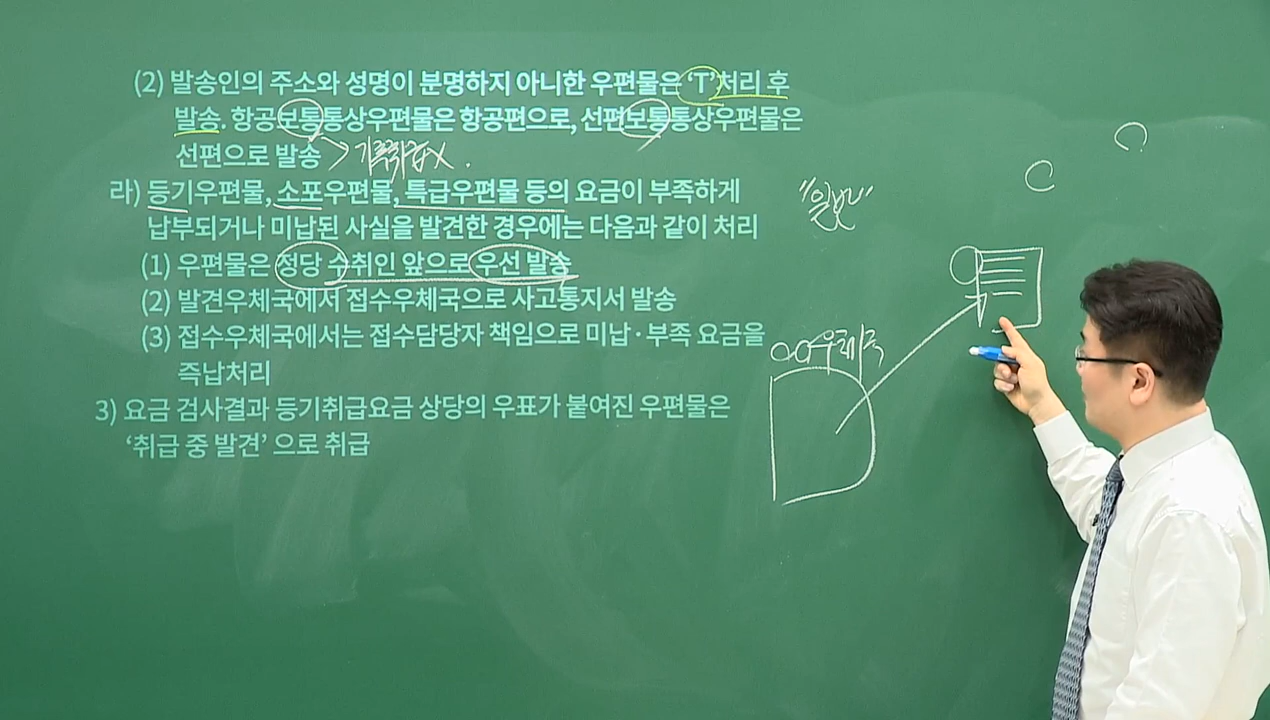 (2) 발송인의 주소와 성명이 분명하지 아니한 우편물은 ‘T’처리 후
발송. 항공보통통상우편물은 항공편으로, 선편보통통상우편물은
선편으로 발송 > 기록취급X.
라) 등기우편물, 소포우편물, 특급우편물 등의 요금이 부족하게
납부되거나 미납된 사실을 발견한 경우에는 다음과 같이 처리
(1) 우편물은 정당 수취인 앞으로 우선 발송
(2) 발견우체국에서 접수우체국으로 사고통지서 발송
(3) 접수우체국에서는 접수담당자 책임으로 미납·부족 요금을
즉납처리
3) 요금 검사결과 등기취급요금 상당의 우표가 붙여진 우편물은
‘취급 중 발견’ 으로 취급
"일반"
OO우체국